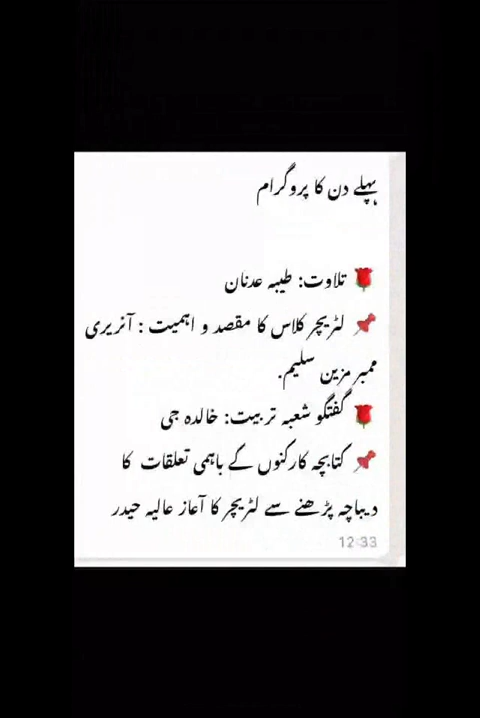 پہلے دن کا پروگرام
🌹 تلاوت: طیبہ عدنان
📌 لٹریچر کلاس کا مقصد و اہمیت : آنریری
ممبر مزین سلیم.
🌹 گفتگو شعبہ تربیت: خالدہ جی
📌 کتابچہ کارکنوں کے باہمی تعلقات کا
دیباچہ پڑھنے سے لٹریچر کا آغاز عالیہ حیدر
12:33